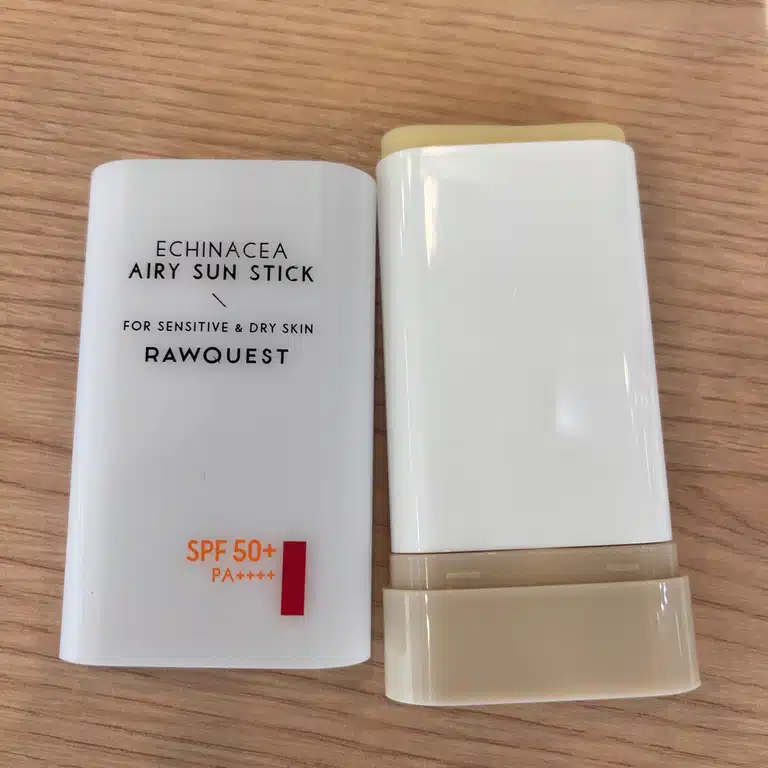 ECHINACEA
AIRY SUN STICK
\
FOR SENSITIVE & DRY SKIN
RAWQUEST
SPF 50+
PA++++